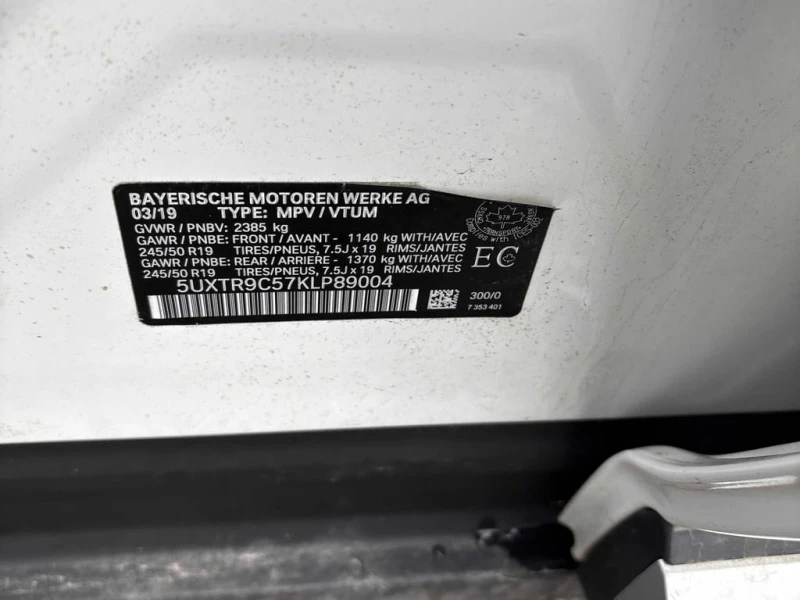 BAYERISCHE MOTOREN WERKE AG
03/19 TYPE: MPV / VTUM
GVWR / PNBV: 2385 kg
GAWR / PNBE: FRONT / AVANT - 1140 kg WITH/AVEC
245/50 R19 TIRES/PNEUS, 7.5J x 19 RIMS/JANTES
GAWR / PNBE: REAR / ARRIERE - 1370 kg WITH/AVEC
245/50 R19 TIRES/PNEUS, 7.5J x 19 RIMS/JANTES
5UXTR9C57KLP89004
978
EC
300/0
7 353 401